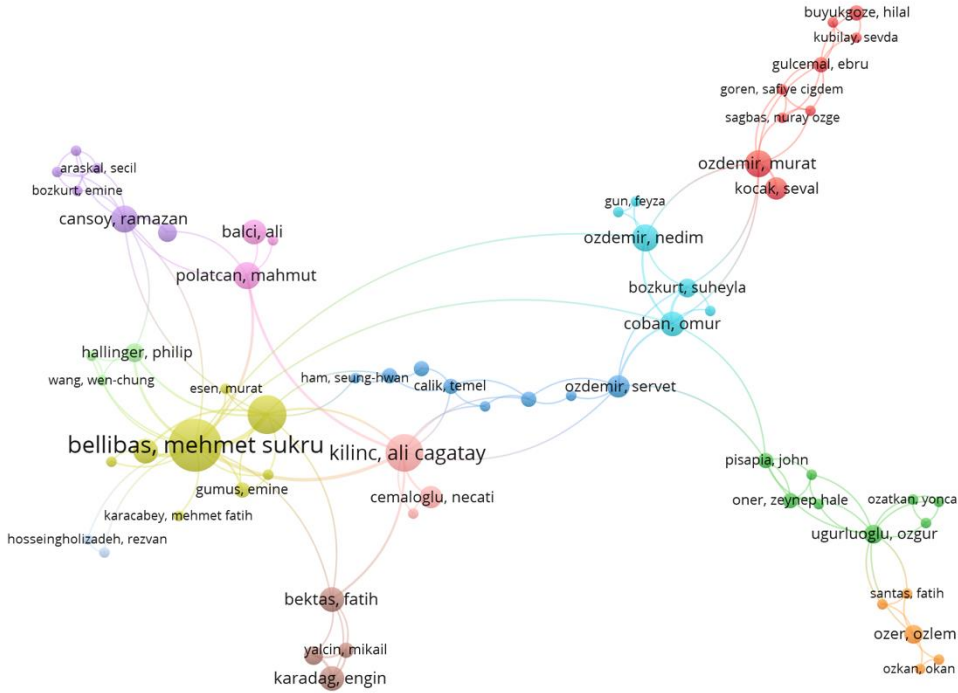 buyukgoze, hilal
kubilay, sevda
gulcemal, ebru
goren, safiye cigdem
sagbas, nuray ozge
ozdemir, murat
kocak, seval
araskal, secil
bozkurt, emine
cansoy, ramazan
balci, ali
polatcan, mahmut
gun, feyza
ozdemir, nedim
bozkurt, suheyla
coban, omur
hallinger, philip
wang, wen-chung
esen, murat
ham, seung-hwan
calik, temel
ozdemir, servet
bellibas, mehmet sukru
kilinc, ali cagatay
gumus, emine
cemaloglu, necati
karacabey, mehmet fatih
hosseingholizadeh, rezvan
pisapia, john
oner, zeynep hale
ozatkan, yonca
ugurluoglu, ozgur
bektas, fatih
yalcin, mikail
karadag, engin
santas, fatih
ozer, ozlem
ozkan, okan